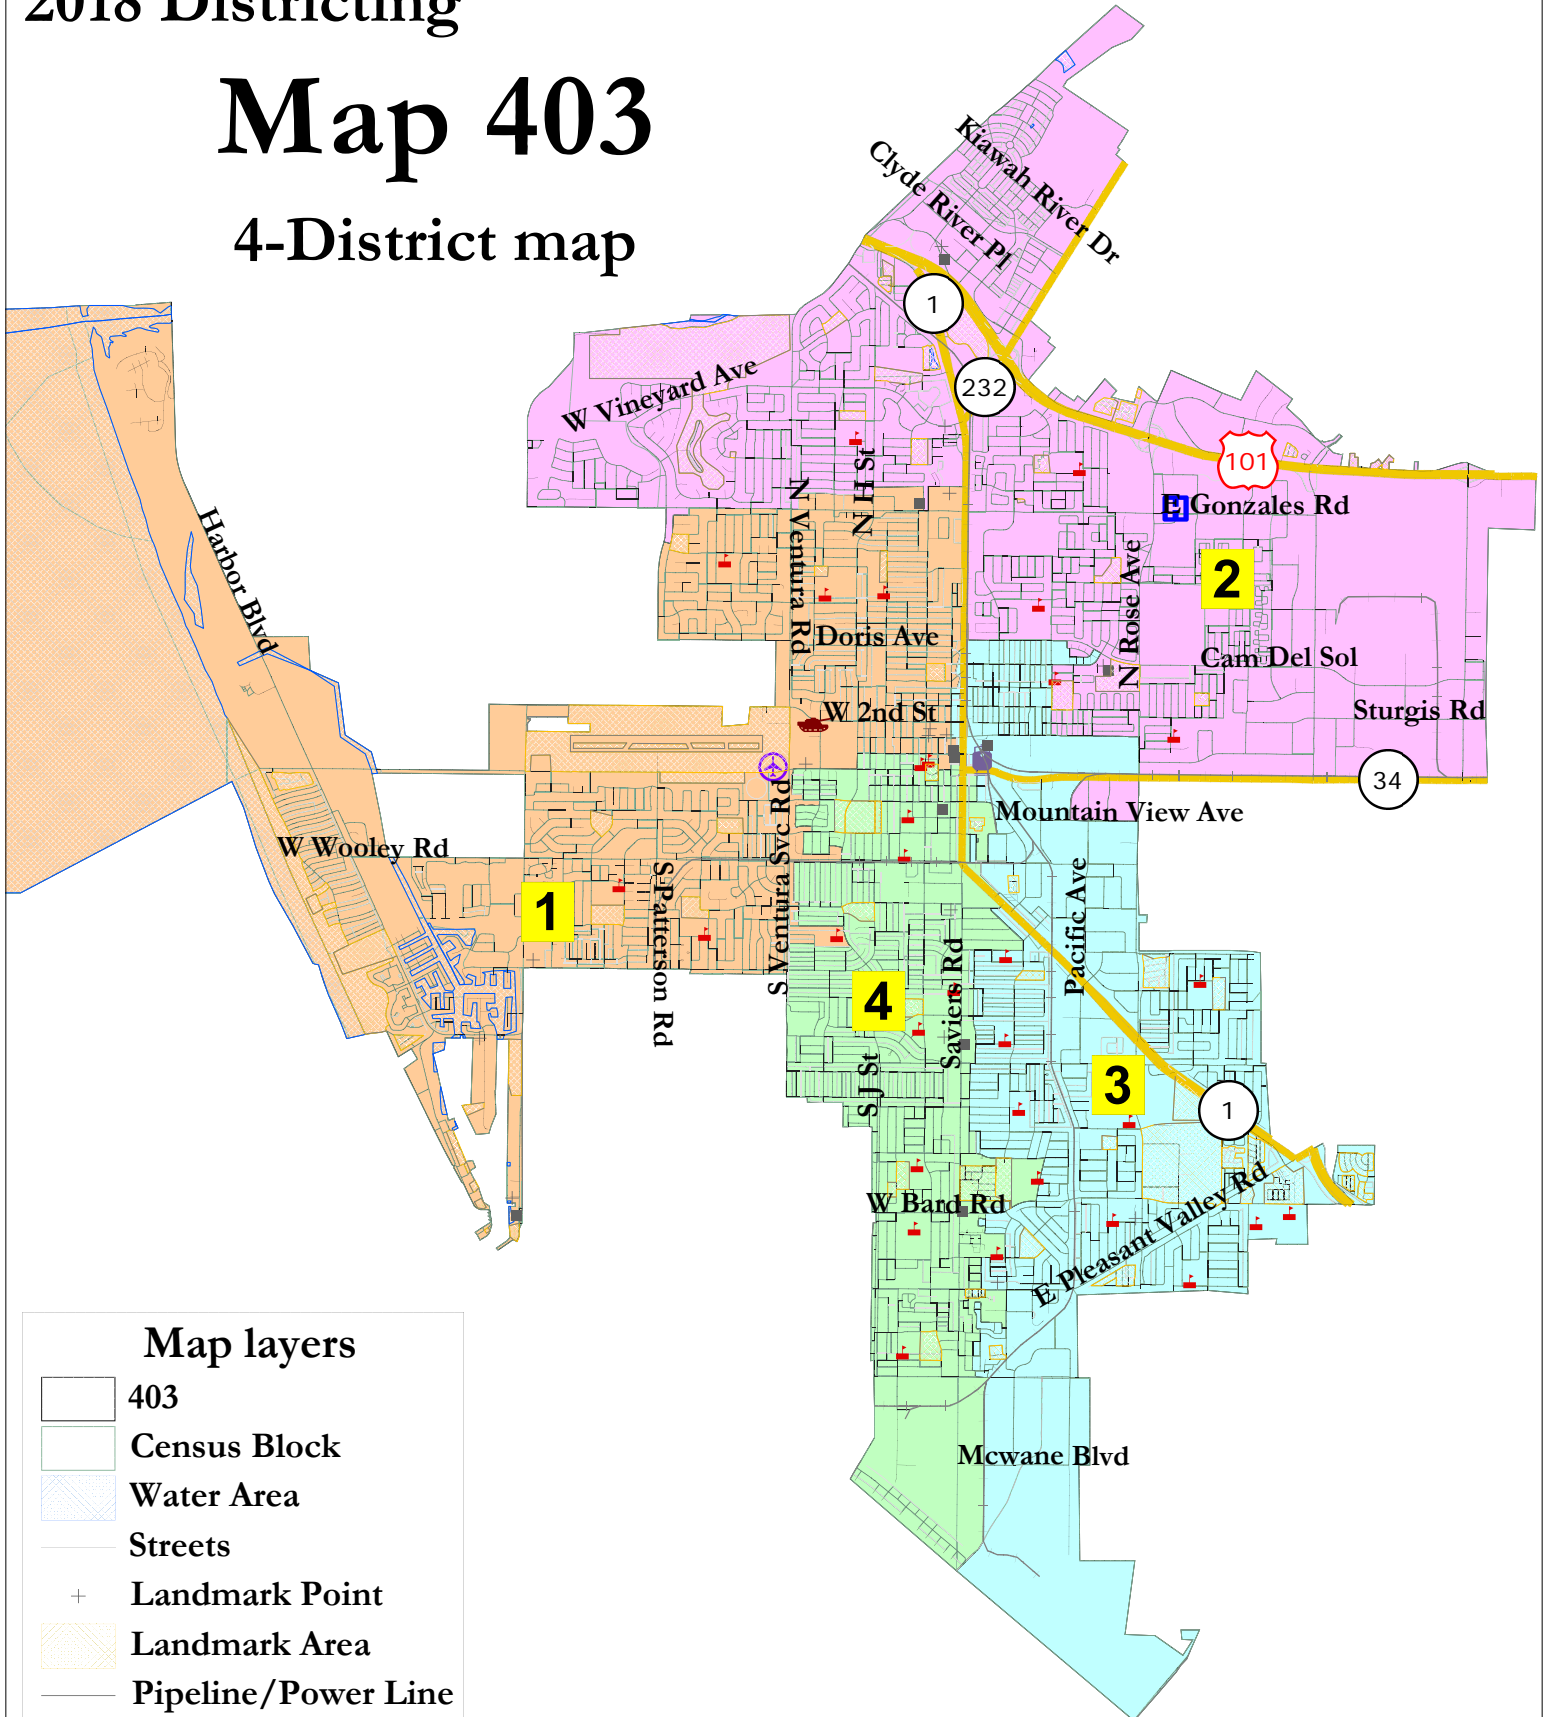 2018 Districting
Map 403
4-District map
Kiawah River Dr
Clyde River Pl
1
232
W Vineyard Ave
101
N H St
E Gonzales Rd
N Ventura Rd
Harbor Blvd
2
N Rose Ave
Doris Ave
Cam Del Sol
W 2nd St
Sturgis Rd
34
Mountain View Ave
S Ventura Svc Rd
W Wooley Rd
1
S Patterson Rd
Pacific Ave
4
Saviers Rd
S J St
3
1
W Bard Rd
E Pleasant Valley Rd
Mcwane Blvd
Map layers
403
Census Block
Water Area
Streets
Landmark Point
Landmark Area
Pipeline/Power Line